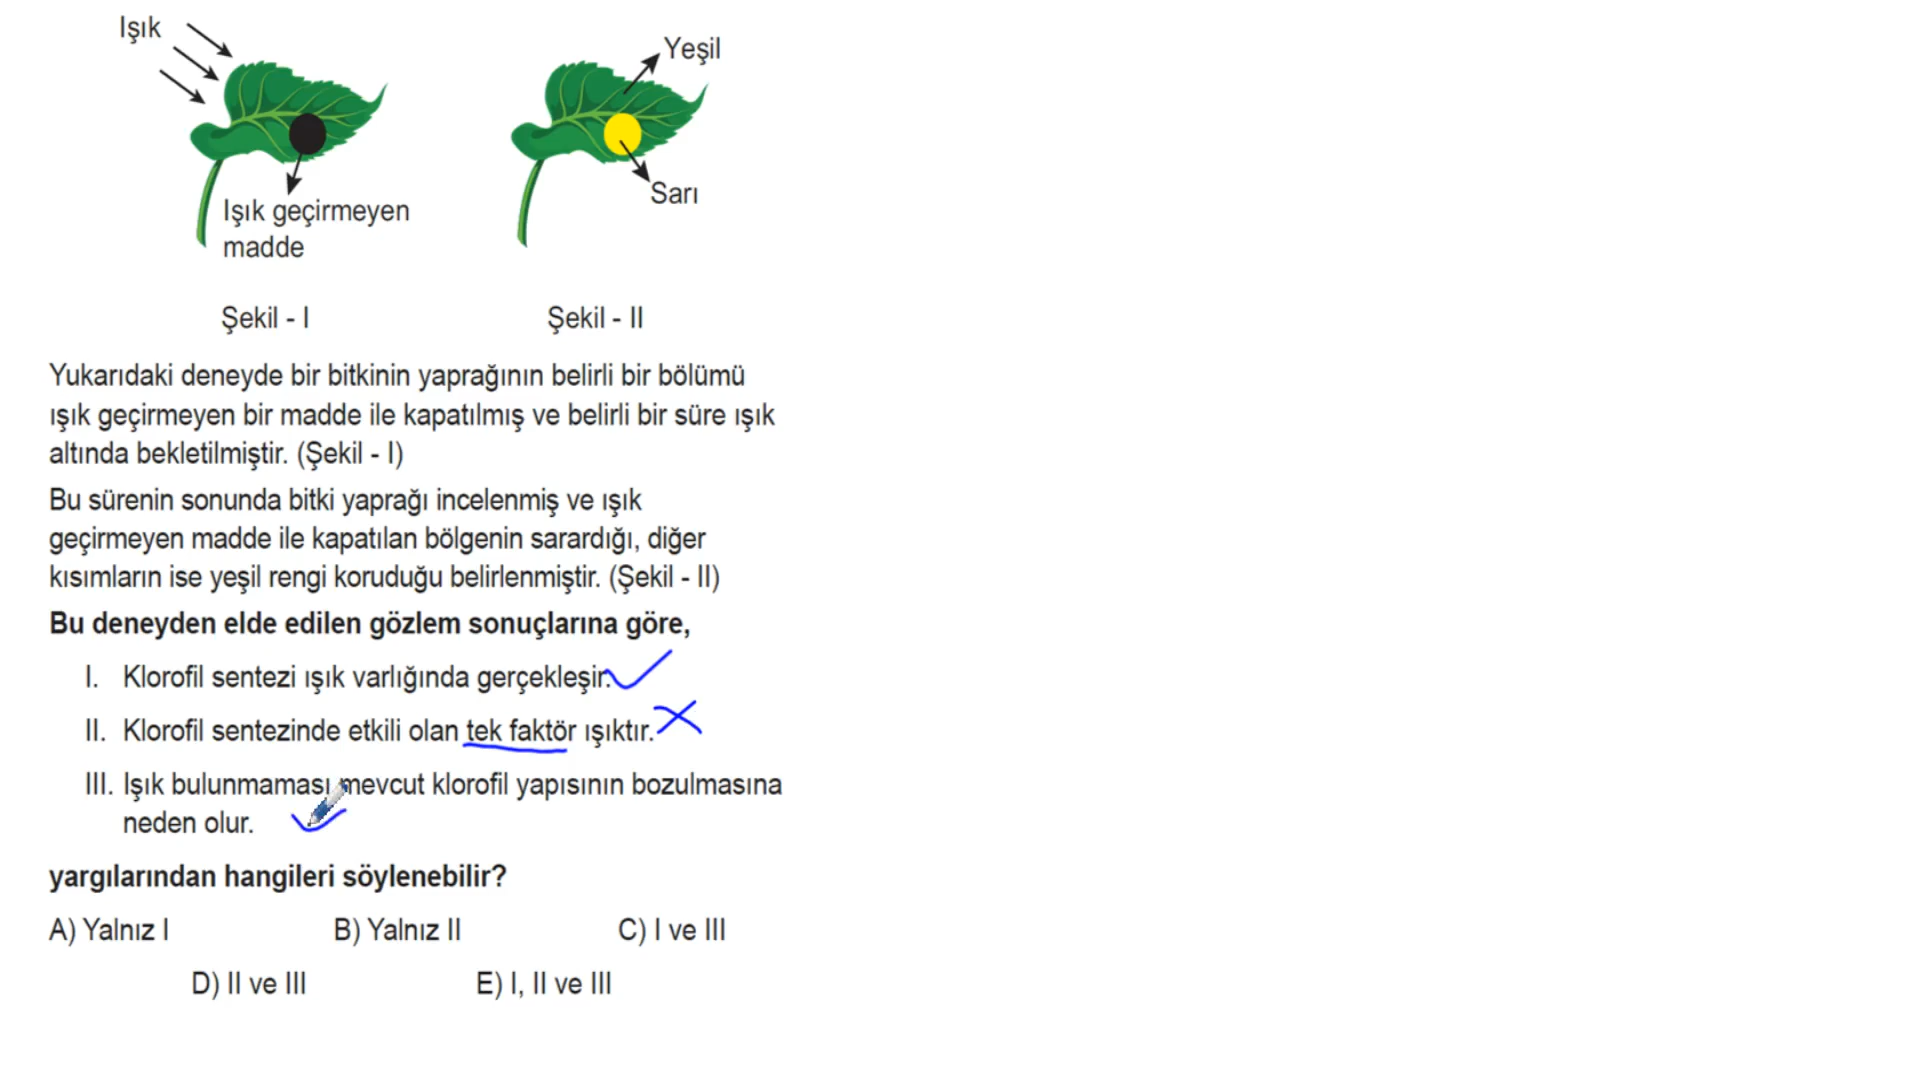 Işık
Yeşil
Sarı
Işık geçirmeyen
madde
Şekil - I
Şekil - II
Yukarıdaki deneyde bir bitkinin yaprağının belirli bir bölümü
ışık geçirmeyen bir madde ile kapatılmış ve belirli bir süre ışık
altında bekletilmiştir. (Şekil - I)
Bu sürenin sonunda bitki yaprağı incelenmiş ve ışık
geçirmeyen madde ile kapatılan bölgenin sarardığı, diğer
kısımların ise yeşil rengi koruduğu belirlenmiştir. (Şekil - II)
Bu deneyden elde edilen gözlem sonuçlarına göre,
I. Klorofil sentezi ışık varlığında gerçekleşir.
II. Klorofil sentezinde etkili olan tek faktör ışıktır.
III. Işık bulunmaması mevcut klorofil yapısının bozulmasına
neden olur.
yargılarından hangileri söylenebilir?
A) Yalnız I B) Yalnız II C) I ve III
D) II ve III E) I, II ve III